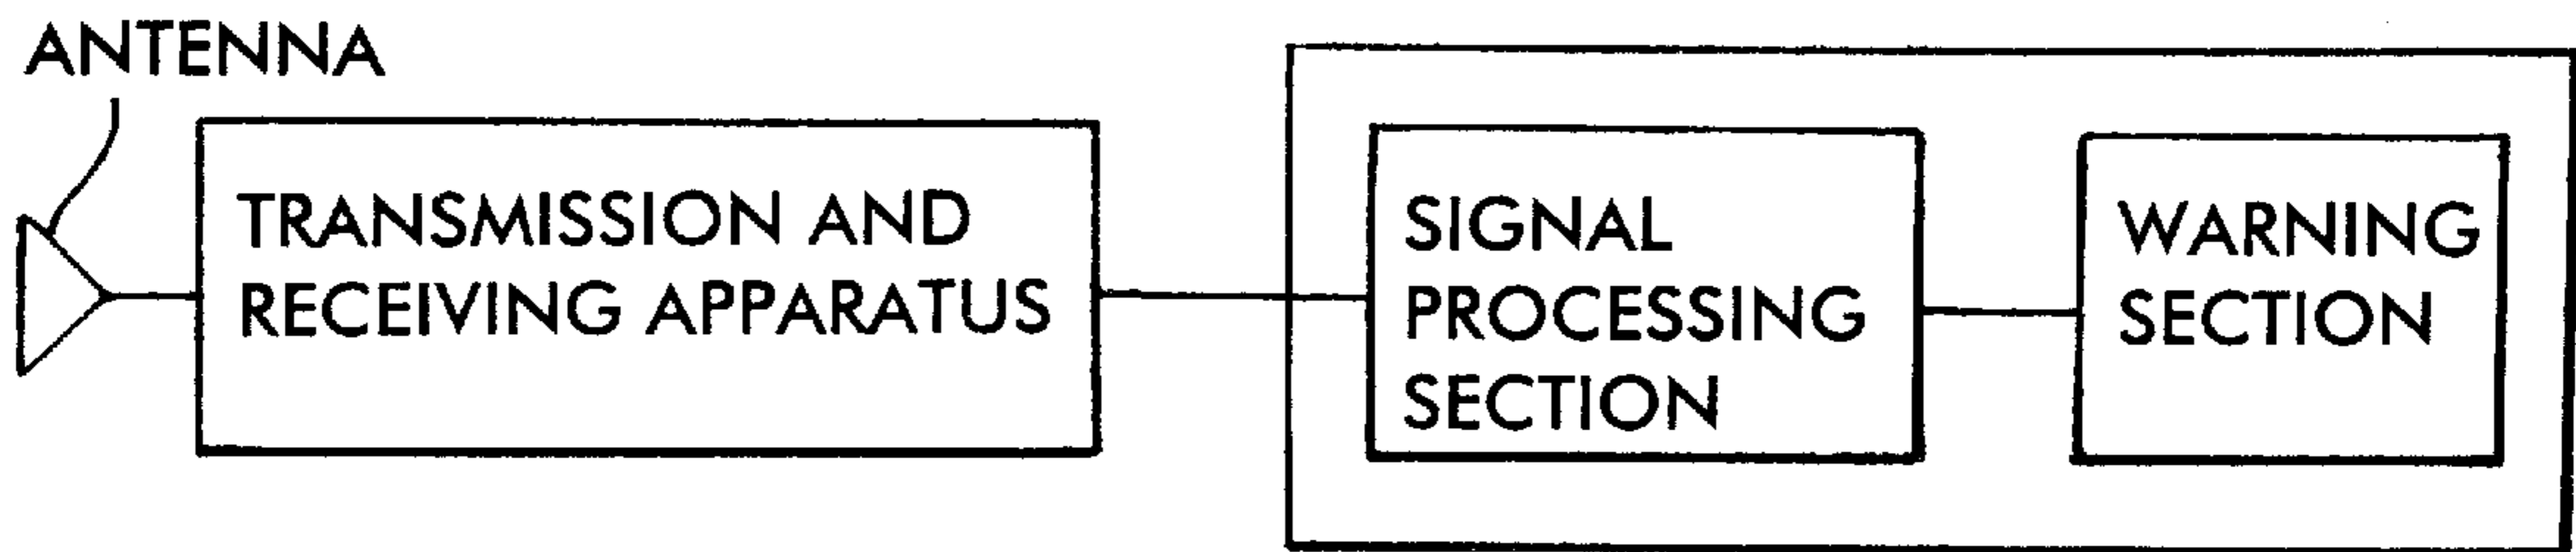 ANTENNA
TRANSMISSION AND
RECEIVING APPARATUS
SIGNAL
PROCESSING
SECTION
WARNING
SECTION